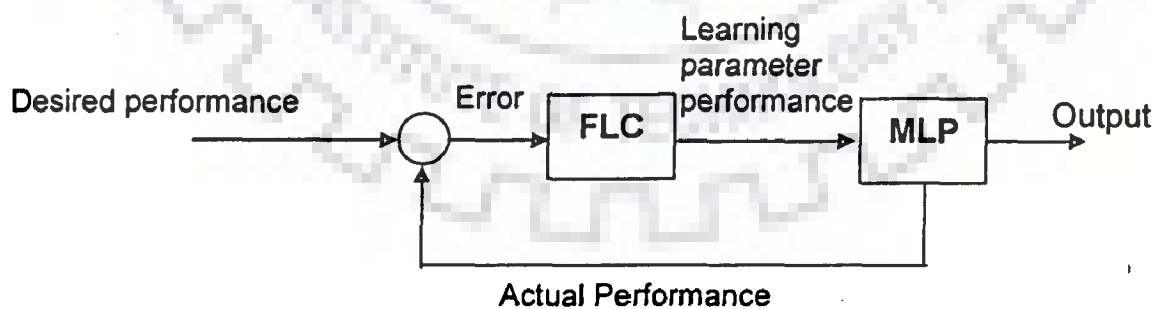 Desired performance
Error
FLC
Learning
parameter
performance
MLP
Output
Actual Performance